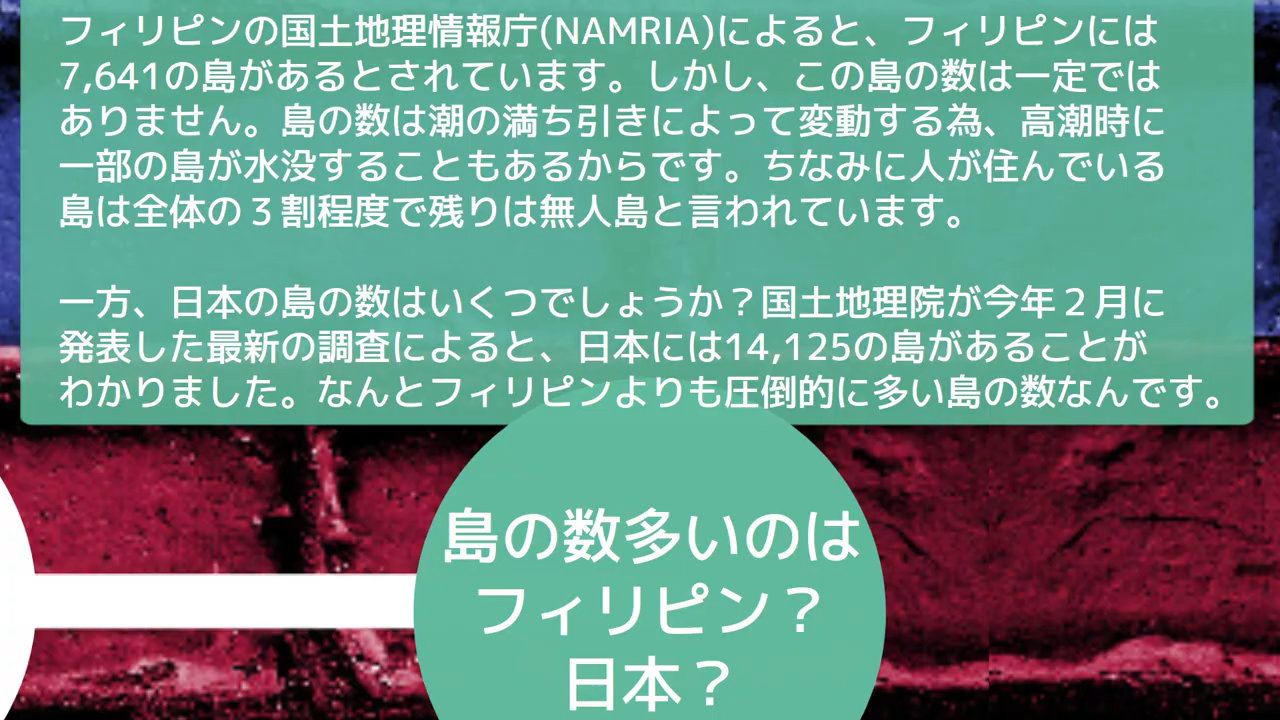 フィリピンの国土地理情報庁(NAMRIA)によると、フィリピンには
7,641の島があるとされています。しかし、この島の数は一定では
ありません。島の数は潮の満ち引きによって変動する為、高潮時に
一部の島が水没することもあるからです。ちなみに人が住んでいる
島は全体の３割程度で残りは無人島と言われています。
一方、日本の島の数はいくつでしょうか？国土地理院が今年２月に
発表した最新の調査によると、日本には14,125の島があることが
わかりました。なんとフィリピンよりも圧倒的に多い島の数なんです。
島の数多いのは
フィリピン？
日本？